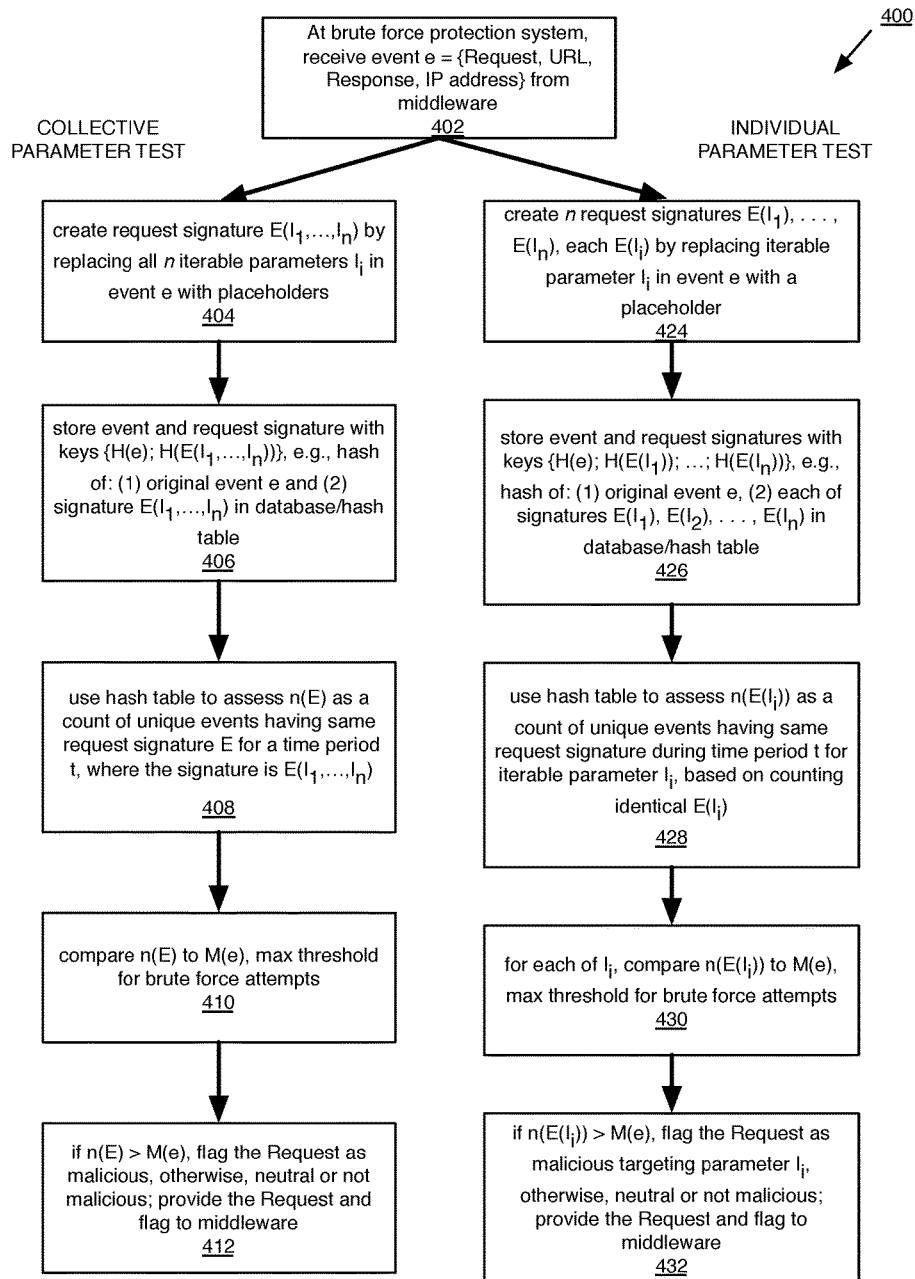 400
At brute force protection system,
receive event e = {Request, URL,
Response, IP address} from
middleware
402
COLLECTIVE
PARAMETER TEST
INDIVIDUAL
PARAMETER TEST
create request signature E(I1,...,In) by
replacing all n iterable parameters Ii in
event e with placeholders
404
store event and request signature with
keys {H(e); H(E(I1,...,In))}, e.g., hash
of: (1) original event e and (2)
signature E(I1,...,In) in database/hash
table
406
use hash table to assess n(E) as a
count of unique events having same
request signature E for a time period
t, where the signature is E(I1,...,In)
408
compare n(E) to M(e), max threshold
for brute force attempts
410
if n(E) > M(e), flag the Request as
malicious, otherwise, neutral or not
malicious; provide the Request and
flag to middleware
412
create n request signatures E(I1), . . . ,
E(In), each E(Ii) by replacing iterable
parameter Ii in event e with a
placeholder
424
store event and request signatures with
keys {H(e); H(E(I1)); ...; H(E(In))}, e.g.,
hash of: (1) original event e, (2) each of
signatures E(I1), E(I2), . . . , E(In) in
database/hash table
426
use hash table to assess n(E(Ii)) as a
count of unique events having same
request signature during time period t for
iterable parameter Ii, based on counting
identical E(Ii)
428
for each of Ii, compare n(E(Ii)) to M(e),
max threshold for brute force attempts
430
if n(E(Ii)) > M(e), flag the Request as
malicious targeting parameter Ii,
otherwise, neutral or not malicious;
provide the Request and flag to
middleware
432